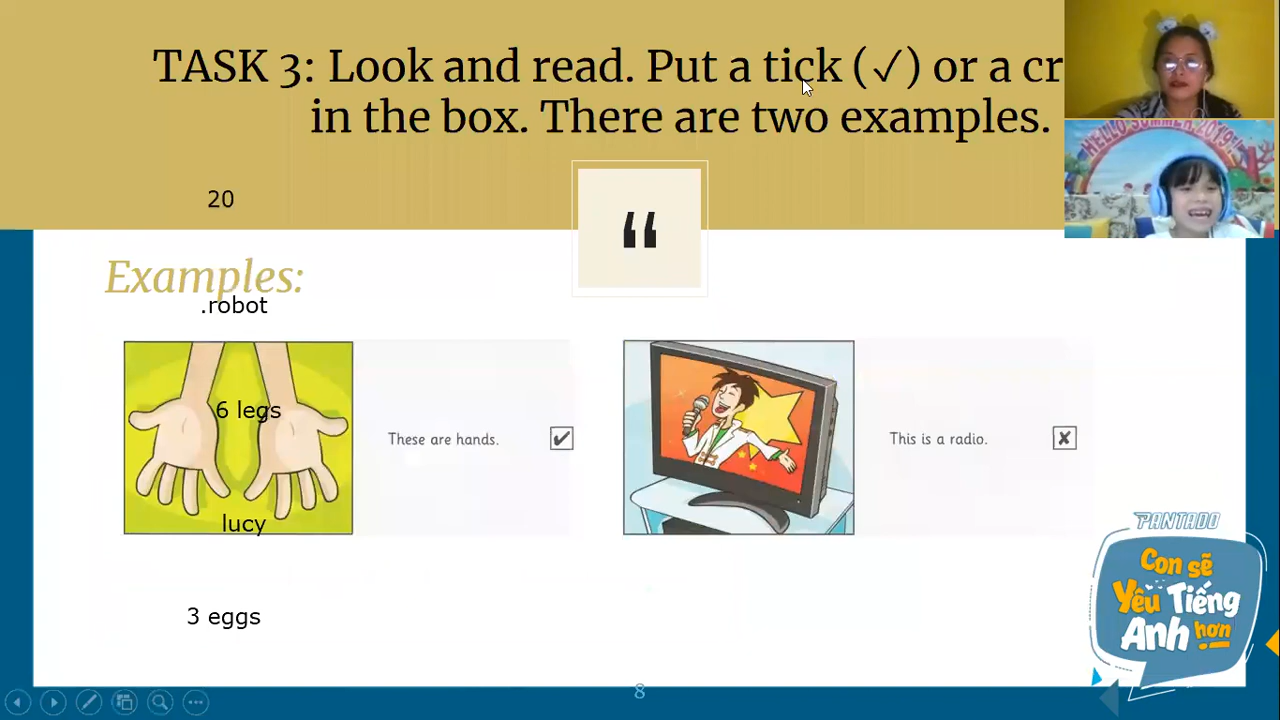 TASK 3: Look and read. Put a tick (✓) or a cr
in the box. There are two examples.
20
“
Examples:
.robot
6 legs
These are hands. ✔
This is a radio. ✘
lucy
3 eggs
HELLO SUMMER 2019!
PANTADO
Con sẽ
Yêu Tiếng
Anh hơn
8